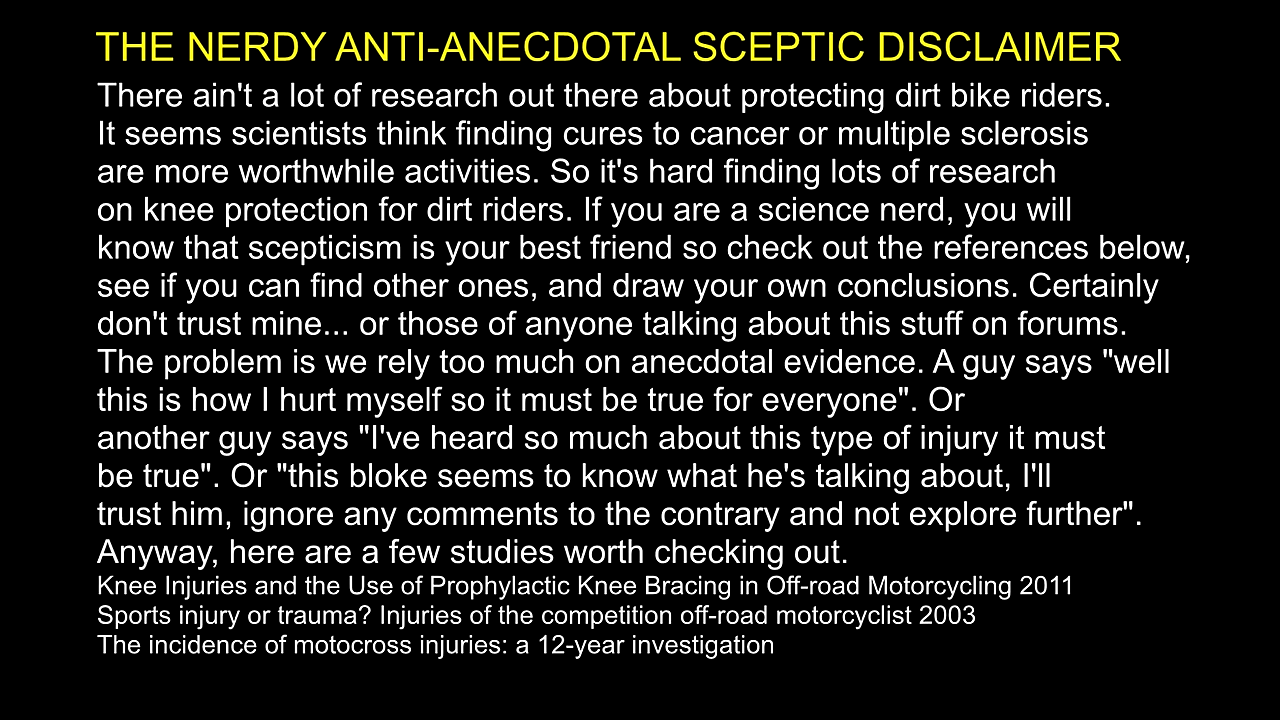 THE NERDY ANTI-ANECDOTAL SCEPTIC DISCLAIMER
There ain't a lot of research out there about protecting dirt bike riders.
It seems scientists think finding cures to cancer or multiple sclerosis
are more worthwhile activities. So it's hard finding lots of research
on knee protection for dirt riders. If you are a science nerd, you will
know that scepticism is your best friend so check out the references below,
see if you can find other ones, and draw your own conclusions. Certainly
don't trust mine... or those of anyone talking about this stuff on forums.
The problem is we rely too much on anecdotal evidence. A guy says "well
this is how I hurt myself so it must be true for everyone". Or
another guy says "I've heard so much about this type of injury it must
be true". Or "this bloke seems to know what he's talking about, I'll
trust him, ignore any comments to the contrary and not explore further".
Anyway, here are a few studies worth checking out.
Knee Injuries and the Use of Prophylactic Knee Bracing in Off-road Motorcycling 2011
Sports injury or trauma? Injuries of the competition off-road motorcyclist 2003
The incidence of motocross injuries: a 12-year investigation